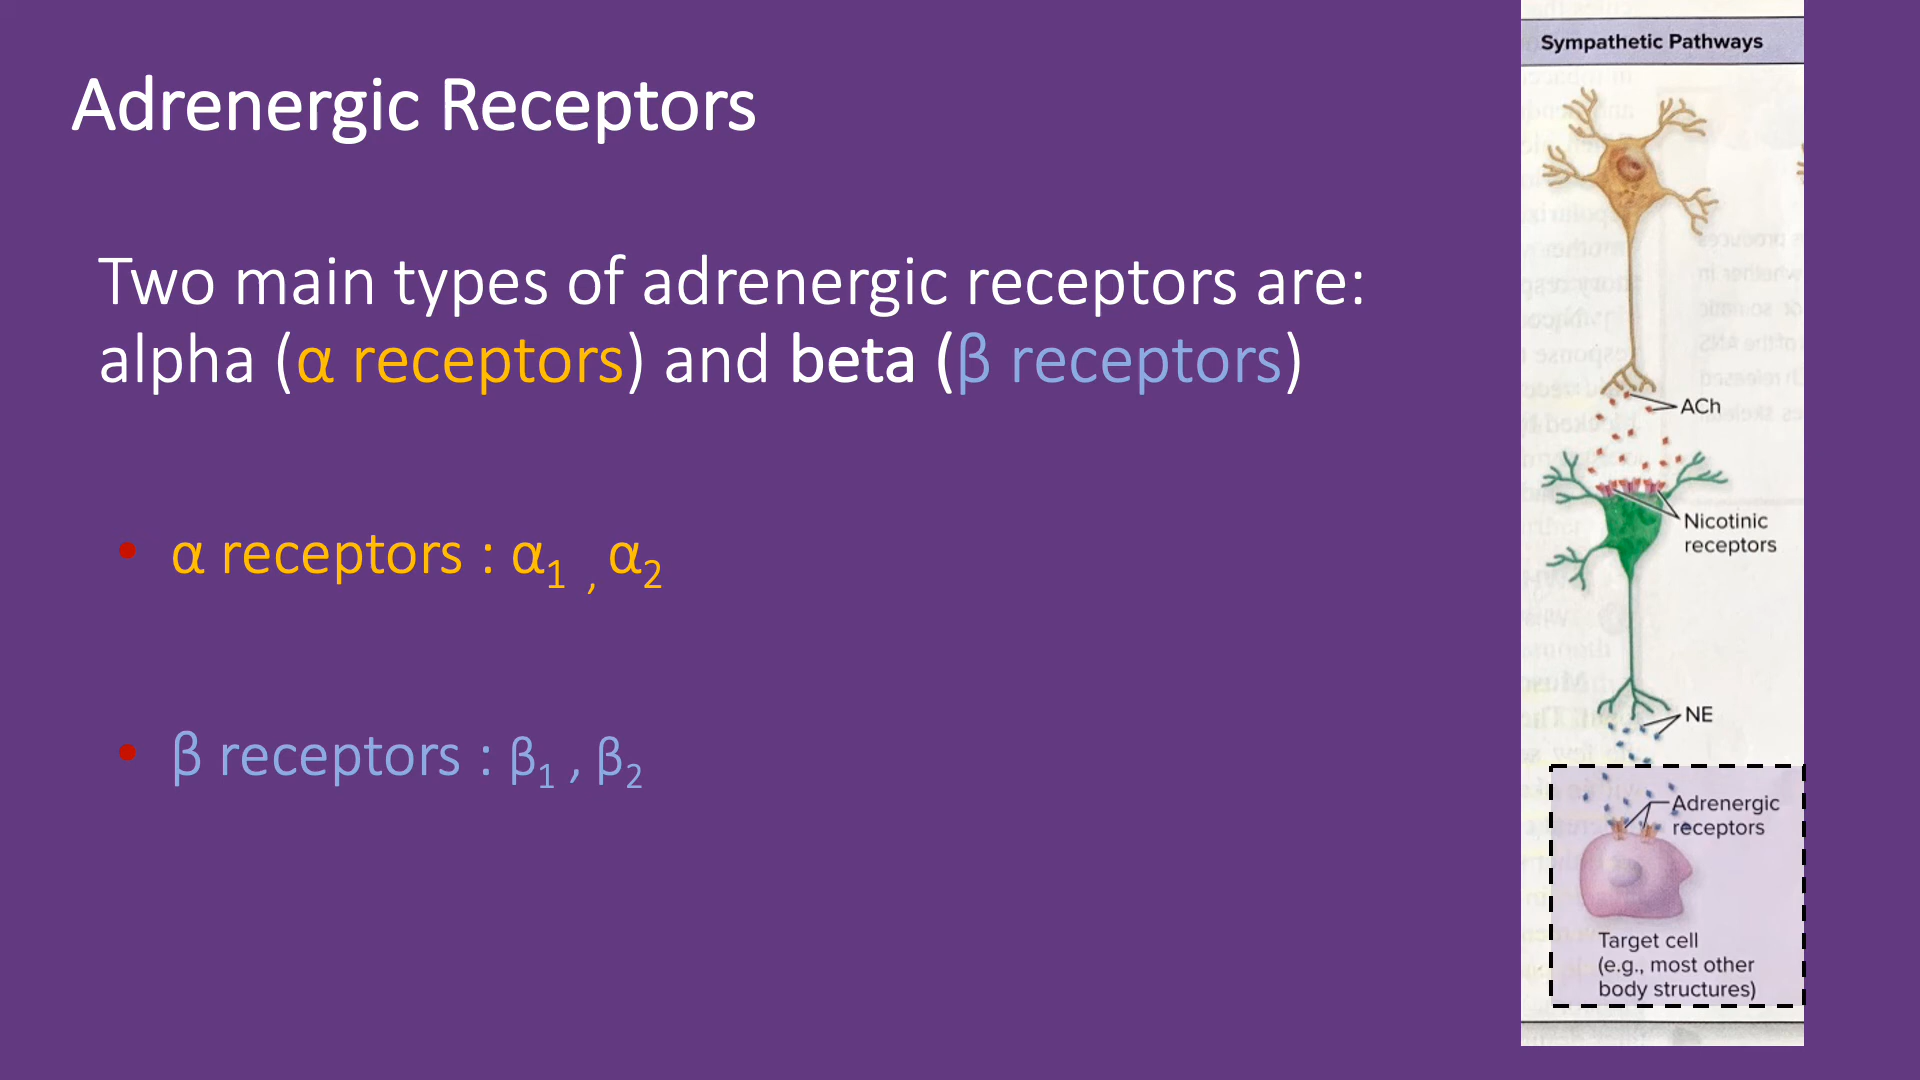 Adrenergic Receptors
Two main types of adrenergic receptors are:
alpha (α receptors) and beta (β receptors)
• α receptors : α₁ , α₂
• β receptors : β₁ , β₂
Sympathetic Pathways
ACh
Nicotinic
receptors
NE
Adrenergic
receptors
Target cell
(e.g., most other
body structures)